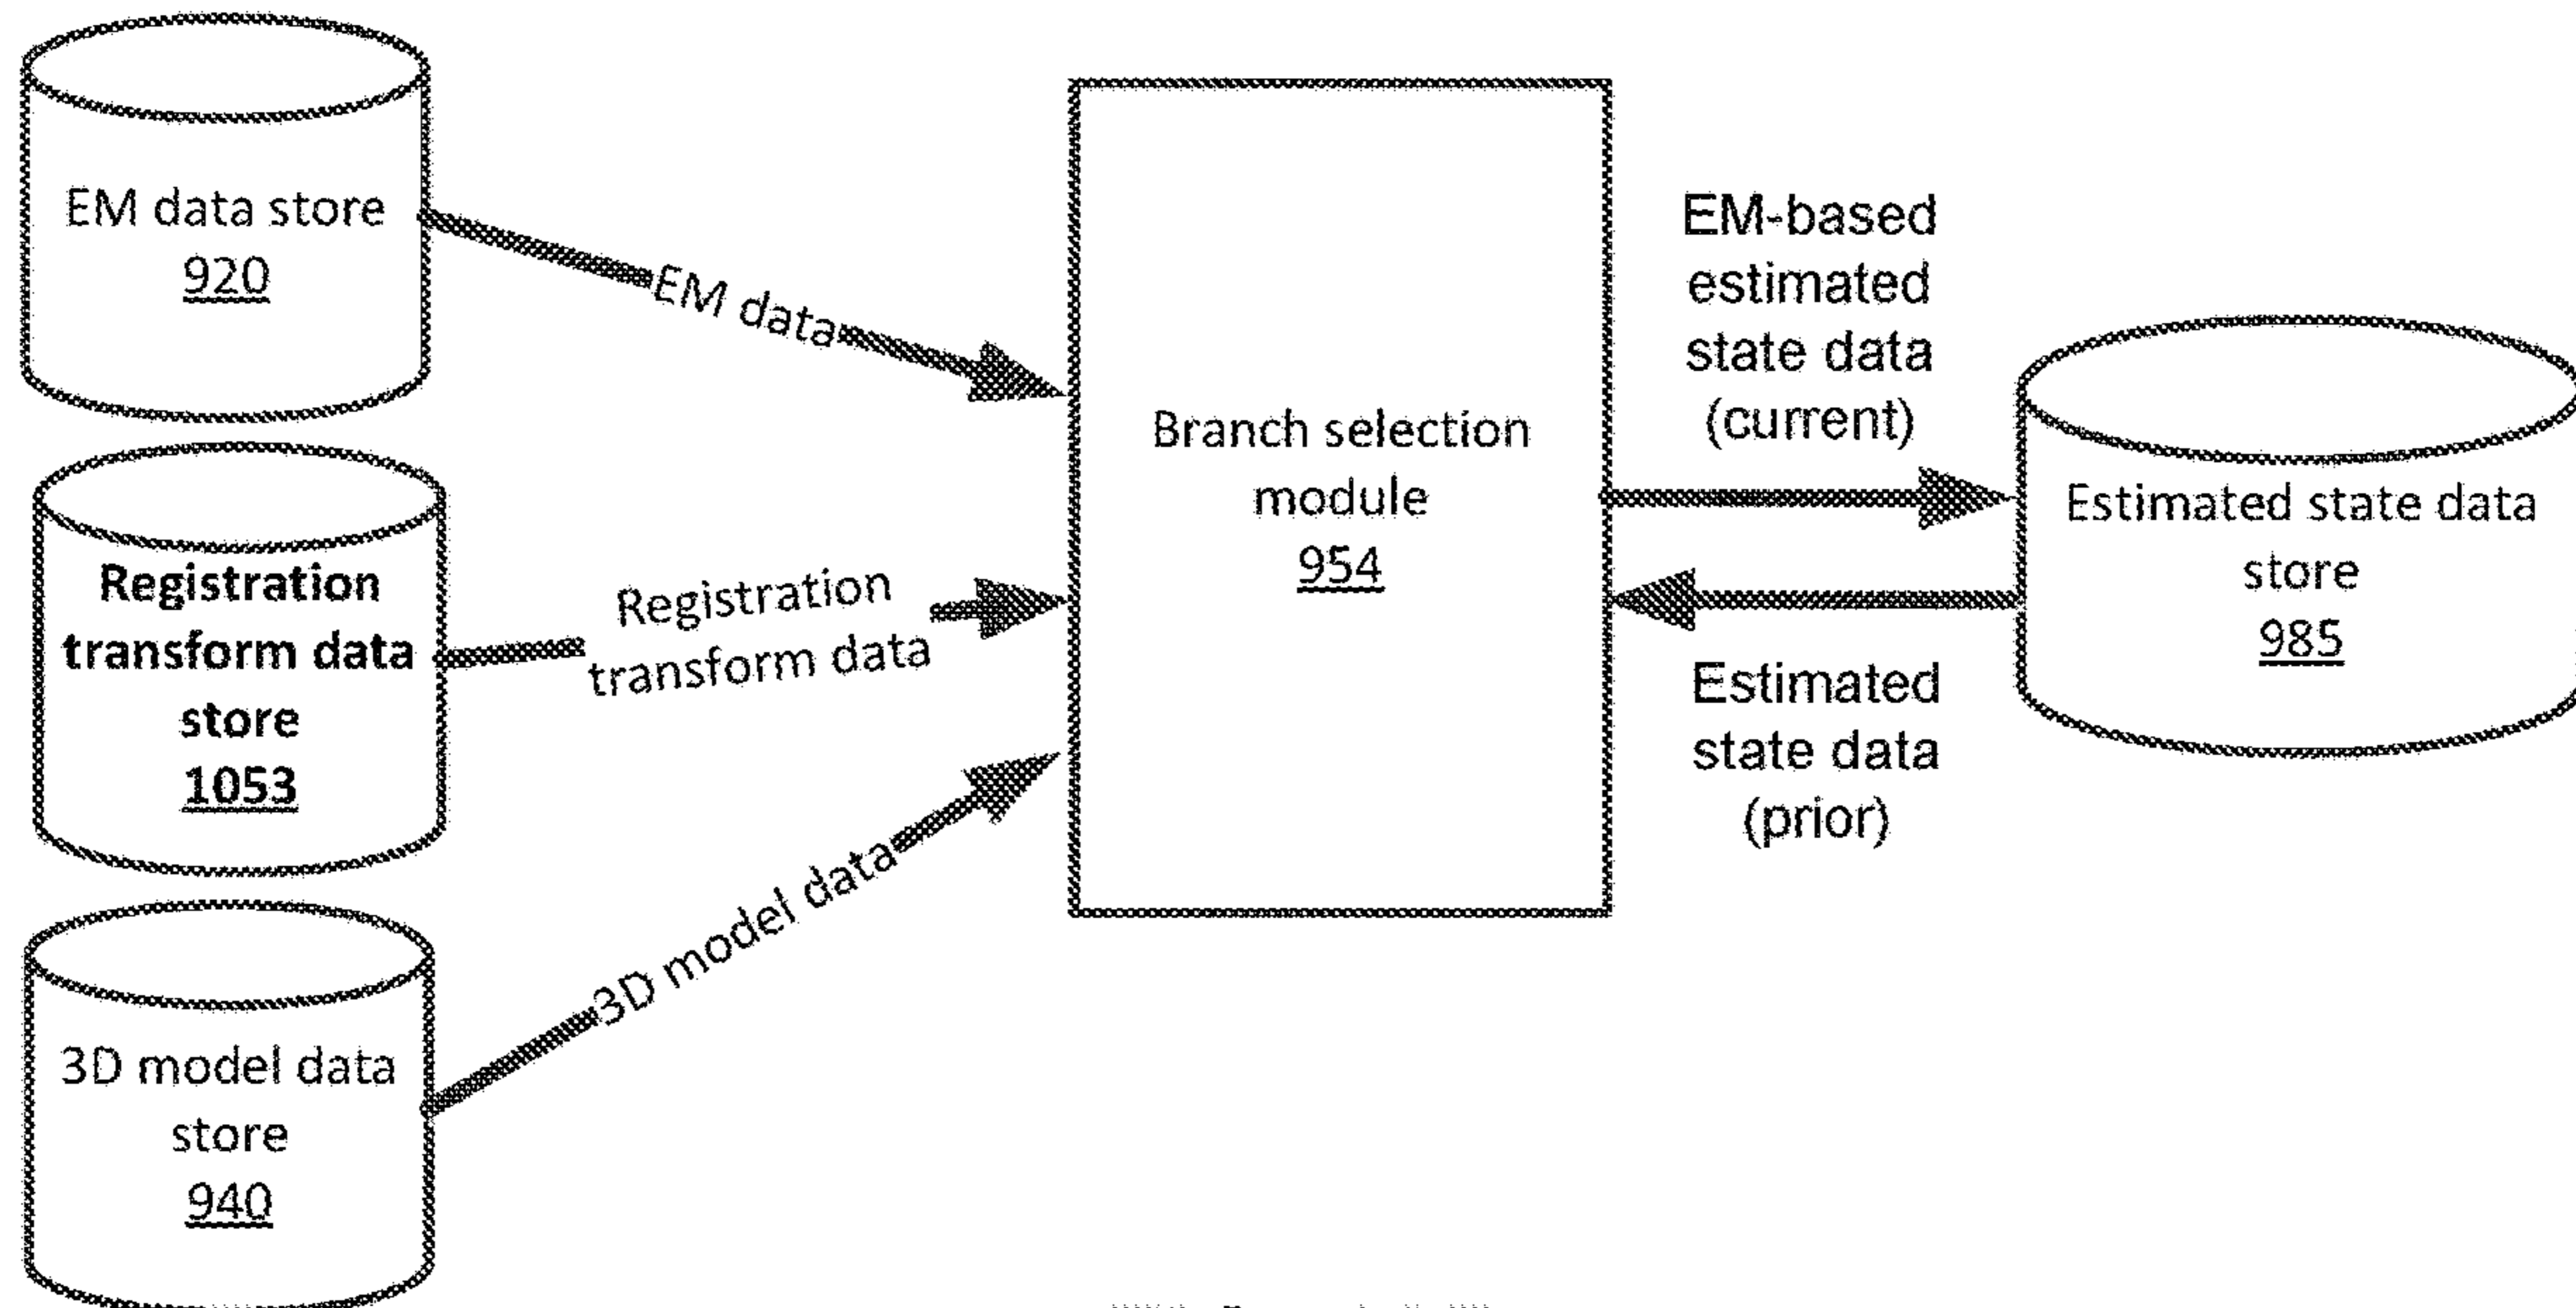 EM data store
920
EM data
Registration
transform data
store
1053
Registration
transform data
3D model data
store
940
3D model data
Branch selection
module
954
EM-based
estimated
state data
(current)
Estimated
state data
(prior)
Estimated state data
store
985